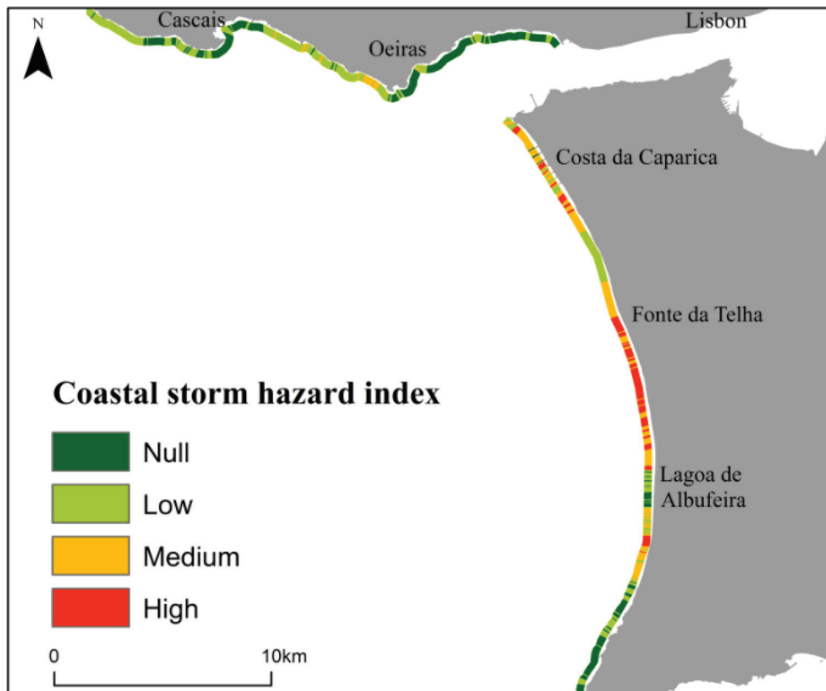 N
Cascais
Oeiras
Lisbon
Costa da Caparica
Fonte da Telha
Lagoa de
Albufeira
Coastal storm hazard index
Null
Low
Medium
High
0
10km